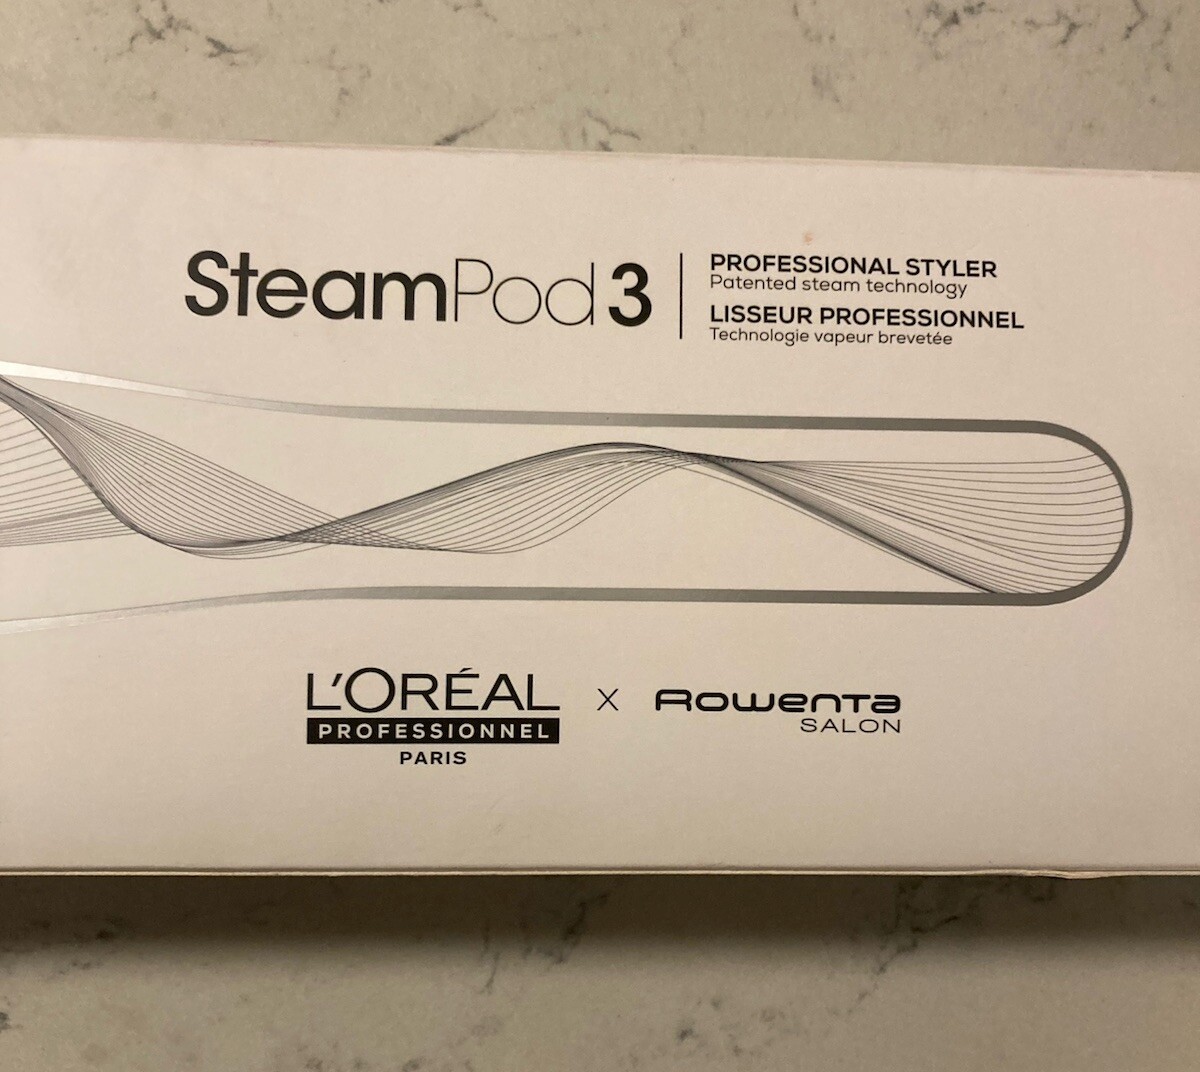 SteamPod 3
PROFESSIONAL STYLER
Patented steam technology
LISSEUR PROFESSIONNEL
Technologie vapeur brevetée
L'ORÉAL
PROFESSIONNEL
PARIS
X
Rowenta
SALON